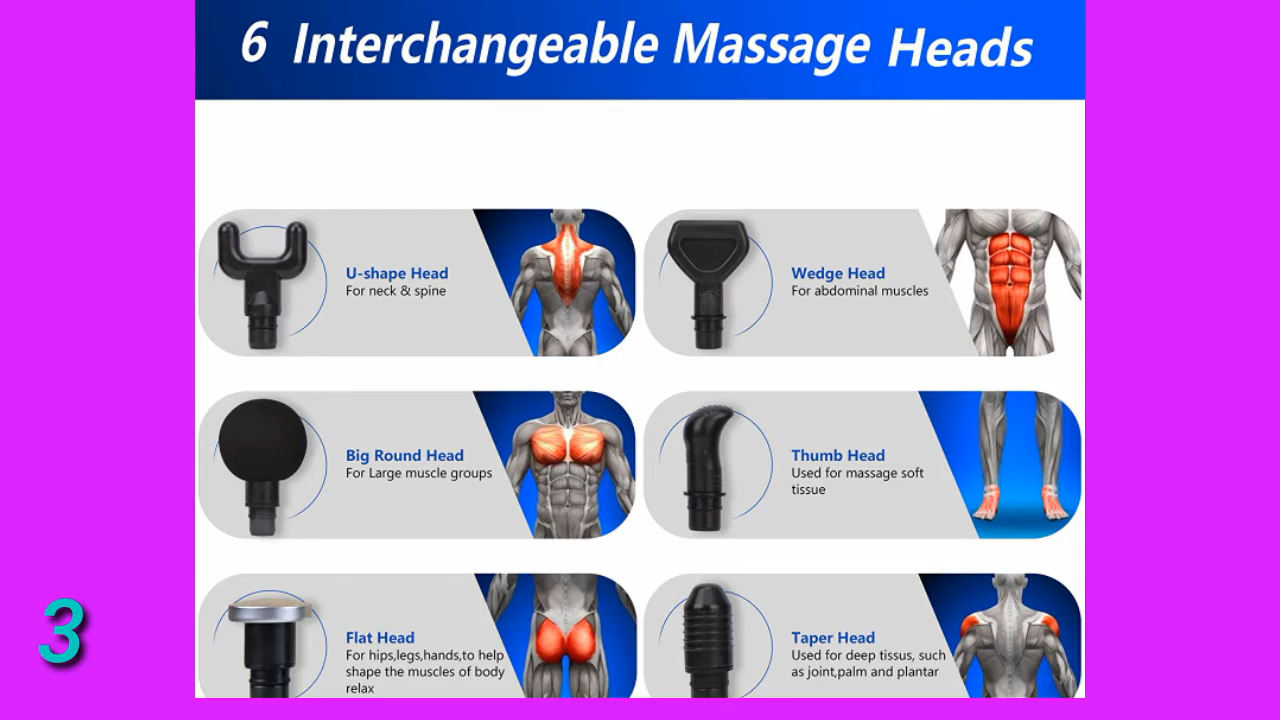 6 Interchangeable Massage Heads
U-shape Head
For neck & spine
Wedge Head
For abdominal muscles
Big Round Head
For Large muscle groups
Thumb Head
Used for massage soft
tissue
Flat Head
For hips,legs,hands,to help
shape the muscles of body
relax
Taper Head
Used for deep tissue, such
as joint,palm and plantar
3